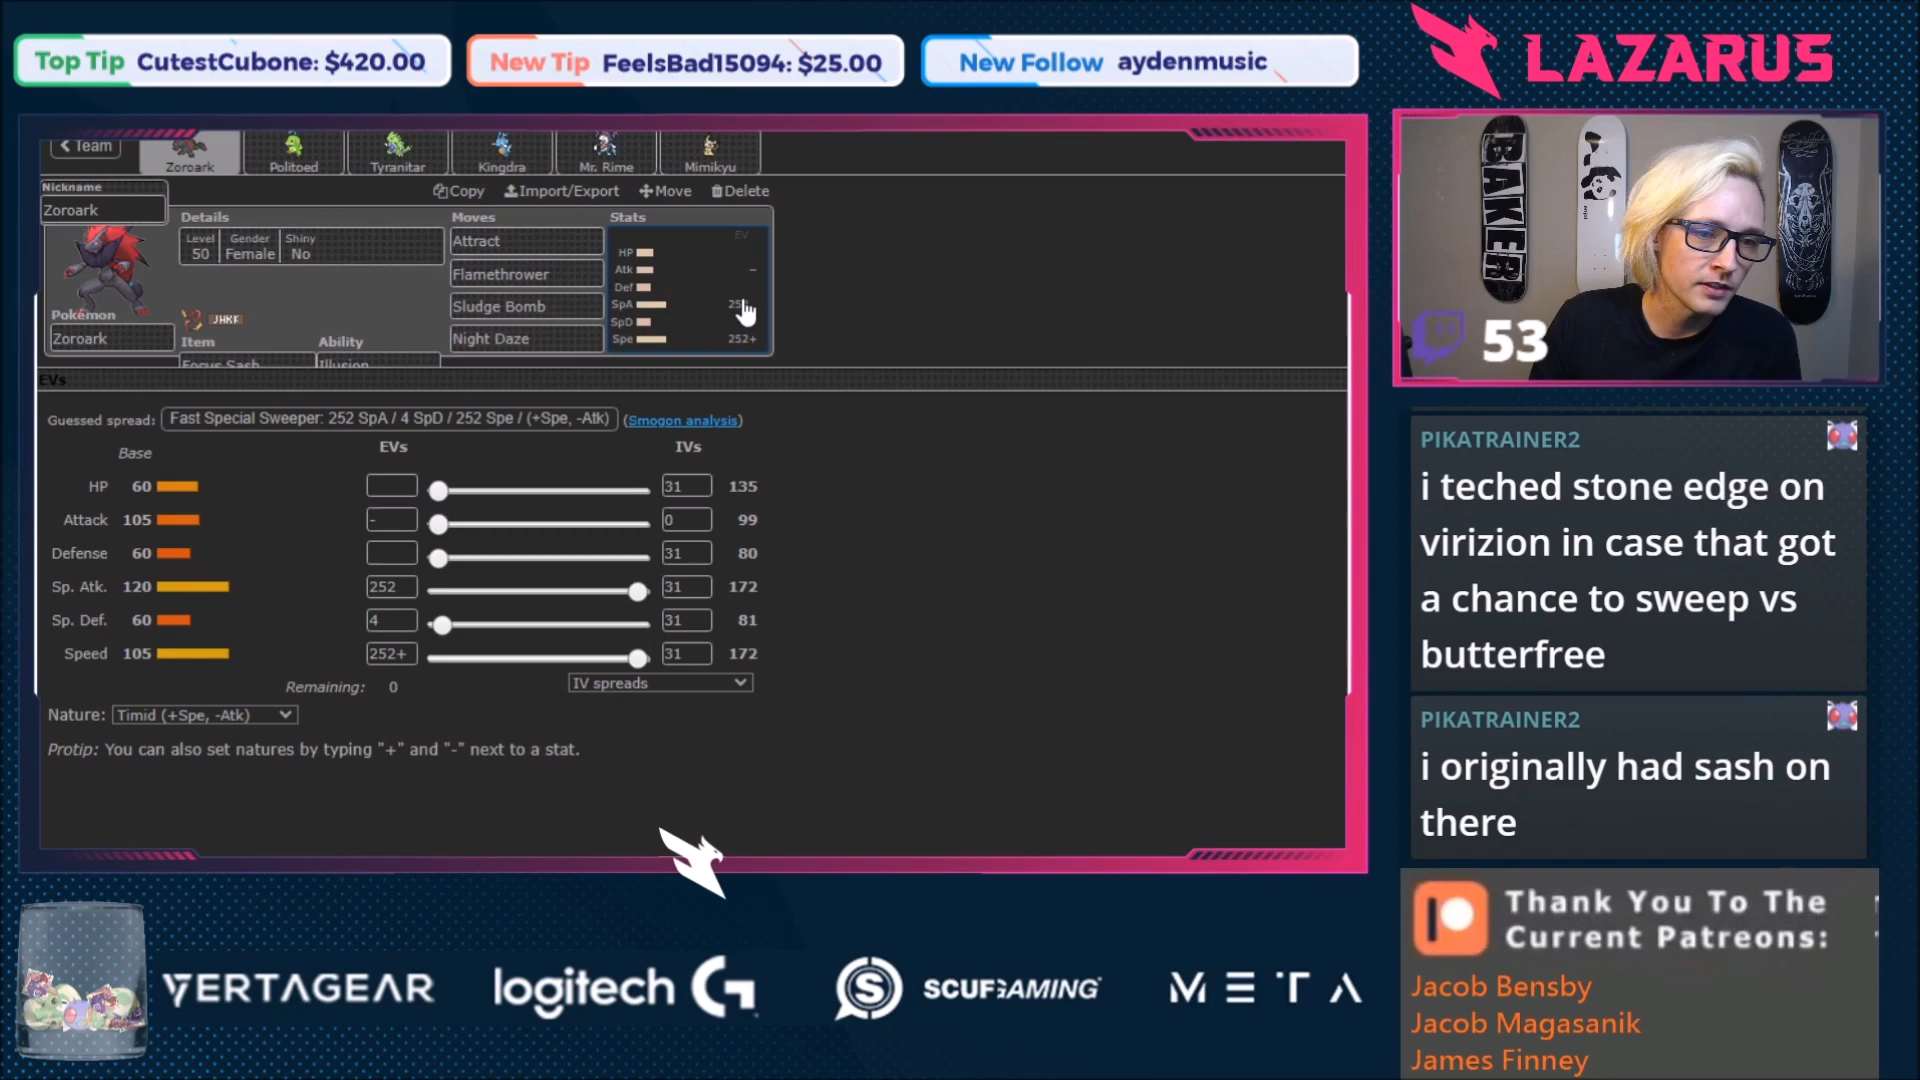 Top Tip CutestCubone: $420.00
New Tip FeelsBad15094: $25.00
New Follow aydenmusic
LAZARUS
Team
Zoroark
Politoed
Tyranitar
Kingdra
Mr. Rime
Mimikyu
Copy Import/Export Move Delete
Nickname
Zoroark
Details
Level
50
Gender
Female
Shiny
No
Pokémon
Zoroark
Item
Focus Sash
Ability
Illusion
Moves
Attract
Flamethrower
Sludge Bomb
Night Daze
Stats
EV
HP
Atk –
Def
SpA
SpD
Spe 252+
EVs
Guessed spread: Fast Special Sweeper: 252 SpA / 4 SpD / 252 Spe / (+Spe, -Atk) (Smogon analysis)
Base EVs IVs
HP 60 31 135
Attack 105 - 0 99
Defense 60 31 80
Sp. Atk. 120 252 31 172
Sp. Def. 60 4 31 81
Speed 105 252+ 31 172
Remaining: 0 IV spreads
Nature: Timid (+Spe, -Atk)
Protip: You can also set natures by typing "+" and "-" next to a stat.
BAKER
53
PIKATRAINER2
i teched stone edge on
virizion in case that got
a chance to sweep vs
butterfree
PIKATRAINER2
i originally had sash on
there
Thank You To The
Current Patreons:
Jacob Bensby
Jacob Magasanik
James Finney
VERTAGEAR
logitech G
SCUF GAMING
META